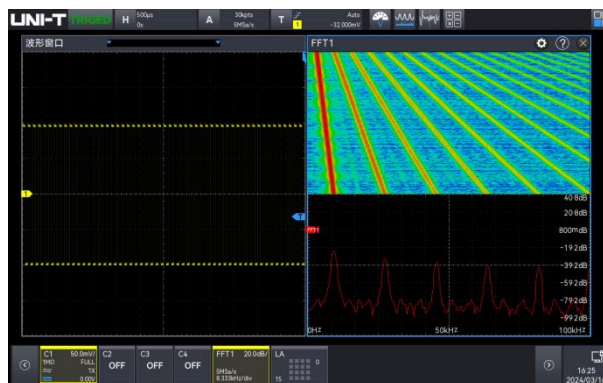 UNI-T TRIGED H 500μs 0s A 30kpts 5MSa/s T 1 Auto -32.000mV
波形窗口
FFT1
1
T
40.8dB
20.8dB
FFT1 800mdB
-19.2dB
-39.2dB
-59.2dB
-79.2dB
-99.2dB
0Hz 50kHz 100kHz
C1 50.0mV/
1MΩ FULL
1X
0.00V
C2 OFF
C3 OFF
C4 OFF
FFT1 20.0dB/
5MSa/s
8.333kHz/div
LA
0
15
16:25